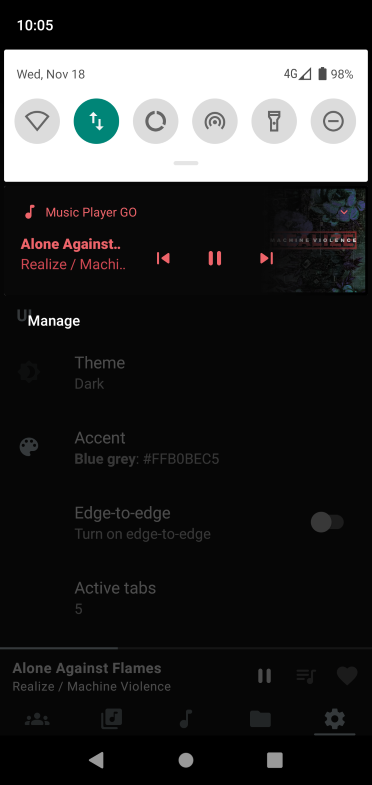 10:05
Wed, Nov 18
4G 98%
Music Player GO
Alone Against..
Realize / Machi..
MACHINE VIOLENCE
UI
Manage
Theme
Dark
Accent
Blue grey: #FFB0BEC5
Edge-to-edge
Turn on edge-to-edge
Active tabs
5
Alone Against Flames
Realize / Machine Violence